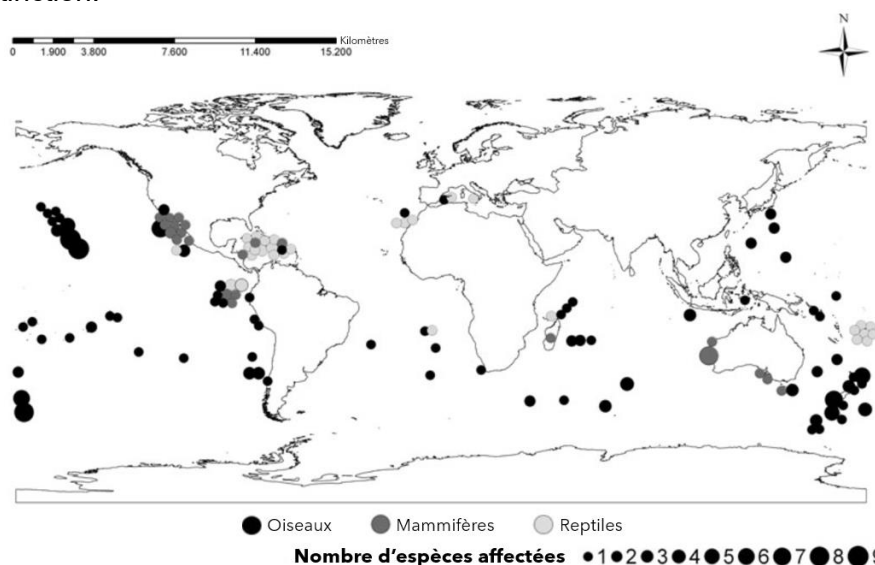 Kilomètres
0 1.900 3.800 7.600 11.400 15.200
N
Oiseaux Mammifères Reptiles
Nombre d'espèces affectées 1 2 3 4 5 6 7 8 9